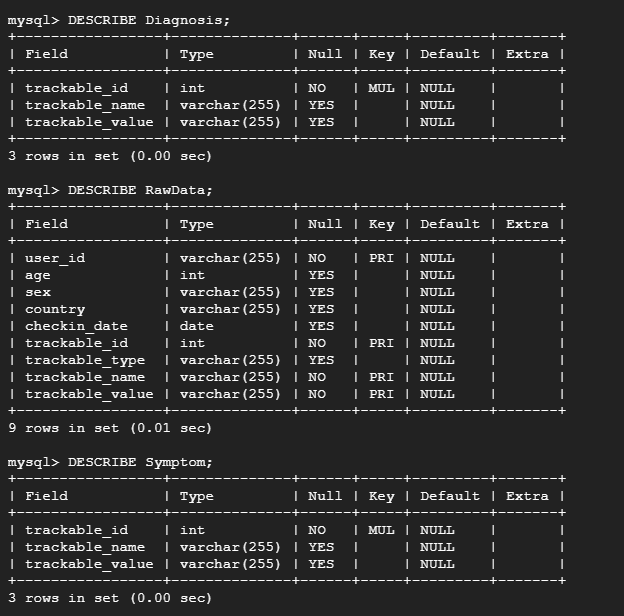 mysql> DESCRIBE Diagnosis;
+-----------------+--------------+------+-----+---------+-------+
| Field           | Type         | Null | Key | Default | Extra |
+-----------------+--------------+------+-----+---------+-------+
| trackable_id    | int          | NO   | MUL | NULL    |       |
| trackable_name  | varchar(255) | YES  |     | NULL    |       |
| trackable_value | varchar(255) | YES  |     | NULL    |       |
+-----------------+--------------+------+-----+---------+-------+
3 rows in set (0.00 sec)

mysql> DESCRIBE RawData;
+-----------------+--------------+------+-----+---------+-------+
| Field           | Type         | Null | Key | Default | Extra |
+-----------------+--------------+------+-----+---------+-------+
| user_id         | varchar(255) | NO   | PRI | NULL    |       |
| age             | int          | YES  |     | NULL    |       |
| sex             | varchar(255) | YES  |     | NULL    |       |
| country         | varchar(255) | YES  |     | NULL    |       |
| checkin_date    | date         | YES  |     | NULL    |       |
| trackable_id    | int          | NO   | PRI | NULL    |       |
| trackable_type  | varchar(255) | YES  |     | NULL    |       |
| trackable_name  | varchar(255) | NO   | PRI | NULL    |       |
| trackable_value | varchar(255) | NO   | PRI | NULL    |       |
+-----------------+--------------+------+-----+---------+-------+
9 rows in set (0.01 sec)

mysql> DESCRIBE Symptom;
+-----------------+--------------+------+-----+---------+-------+
| Field           | Type         | Null | Key | Default | Extra |
+-----------------+--------------+------+-----+---------+-------+
| trackable_id    | int          | NO   | MUL | NULL    |       |
| trackable_name  | varchar(255) | YES  |     | NULL    |       |
| trackable_value | varchar(255) | YES  |     | NULL    |       |
+-----------------+--------------+------+-----+---------+-------+
3 rows in set (0.00 sec)